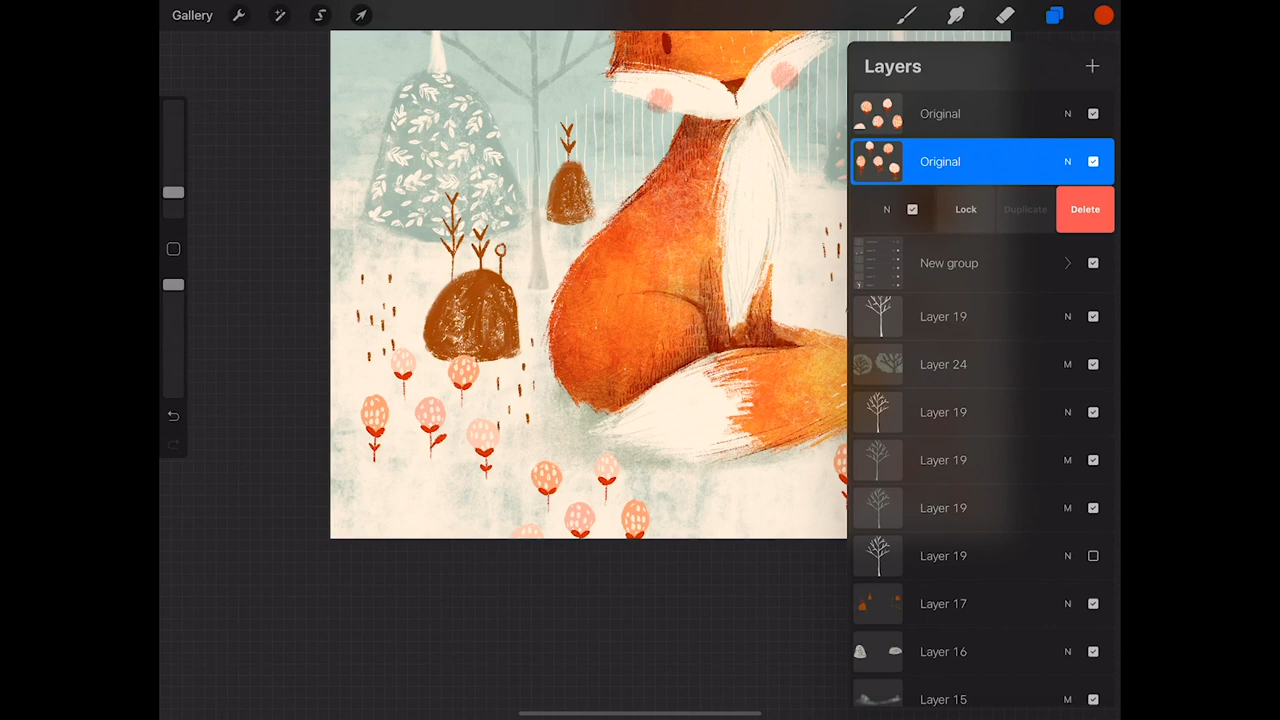 Gallery
Layers
Original N
Original N
N Lock Duplicate Delete
New group
Layer 19 N
Layer 24 M
Layer 19 N
Layer 19 M
Layer 19 M
Layer 19 N
Layer 17 N
Layer 16 N
Layer 15 M